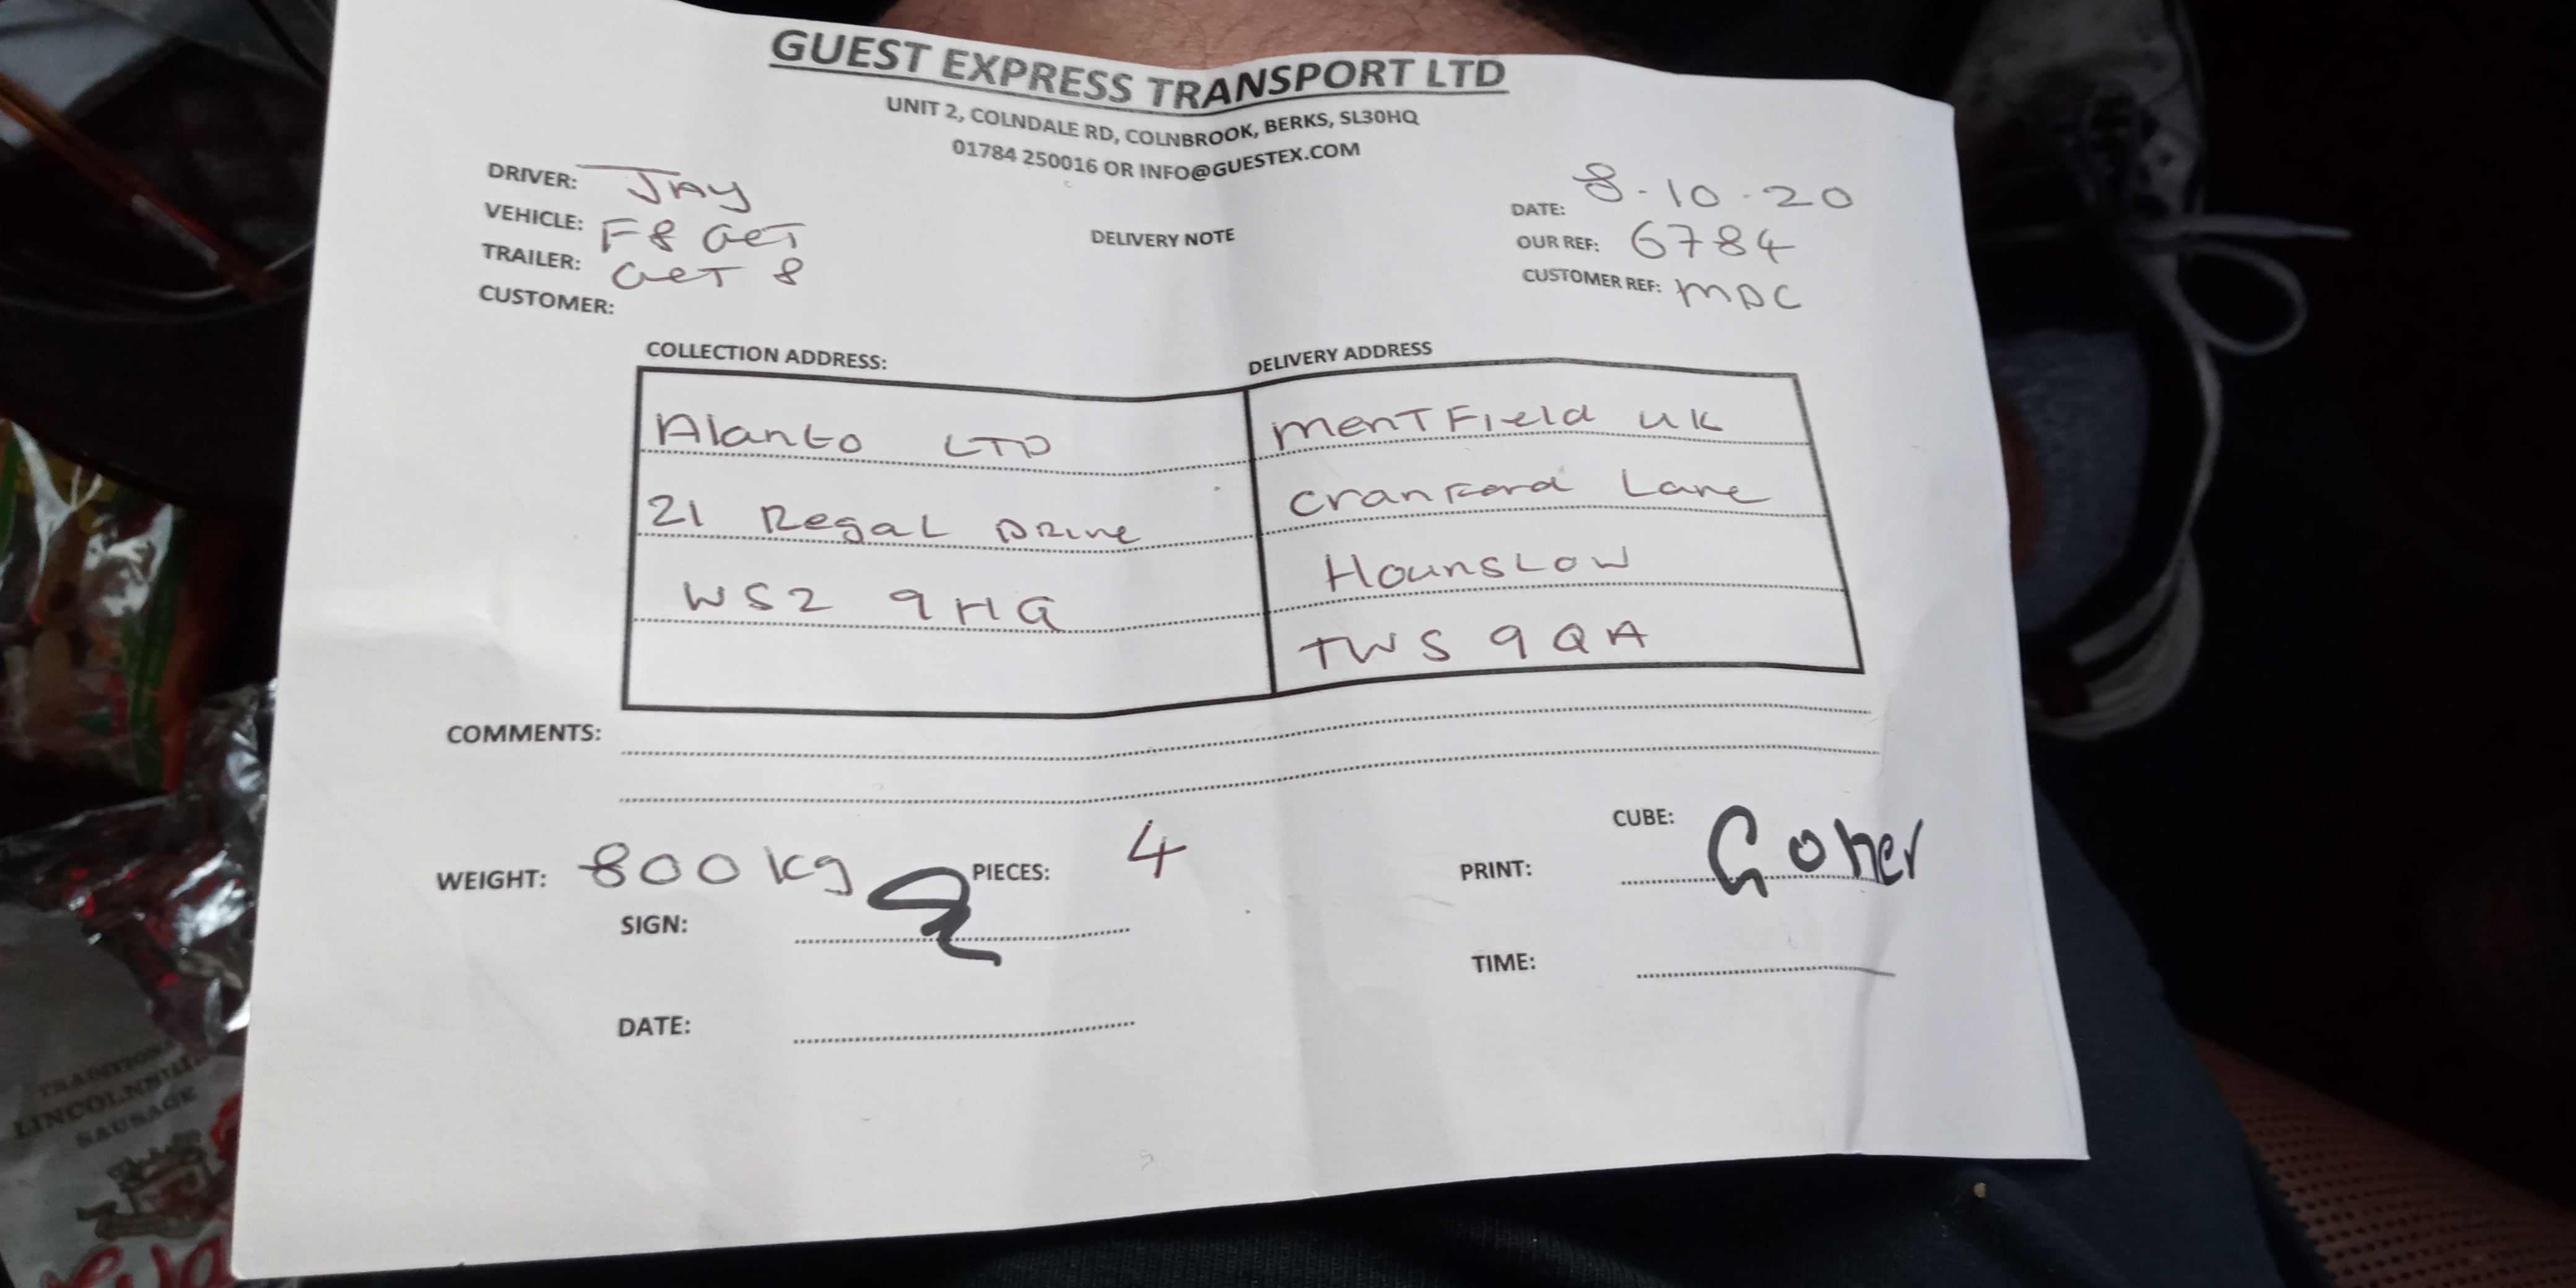 GUEST EXPRESS TRANSPORT LTD
UNIT 2, COLNDALE RD, COLNBROOK, BERKS, SL30HQ
01784 250016 OR INFO@GUESTEX.COM
DRIVER: JAY
VEHICLE: F8 GET
TRAILER: GET 8
CUSTOMER:
DELIVERY NOTE
DATE: 8.10.20
OUR REF: 6784
CUSTOMER REF: MDC
COLLECTION ADDRESS:
Alanto LTD
21 Regal Drive
WS2 9HG
DELIVERY ADDRESS
mentField UK
Cranford Lane
Hounslow
TW5 9QA
COMMENTS:
WEIGHT: 800kg PIECES: 4
CUBE:
PRINT:
SIGN:
TIME:
DATE:
TRADITIONAL
LINCOLNSHIRE
SAUSAGE